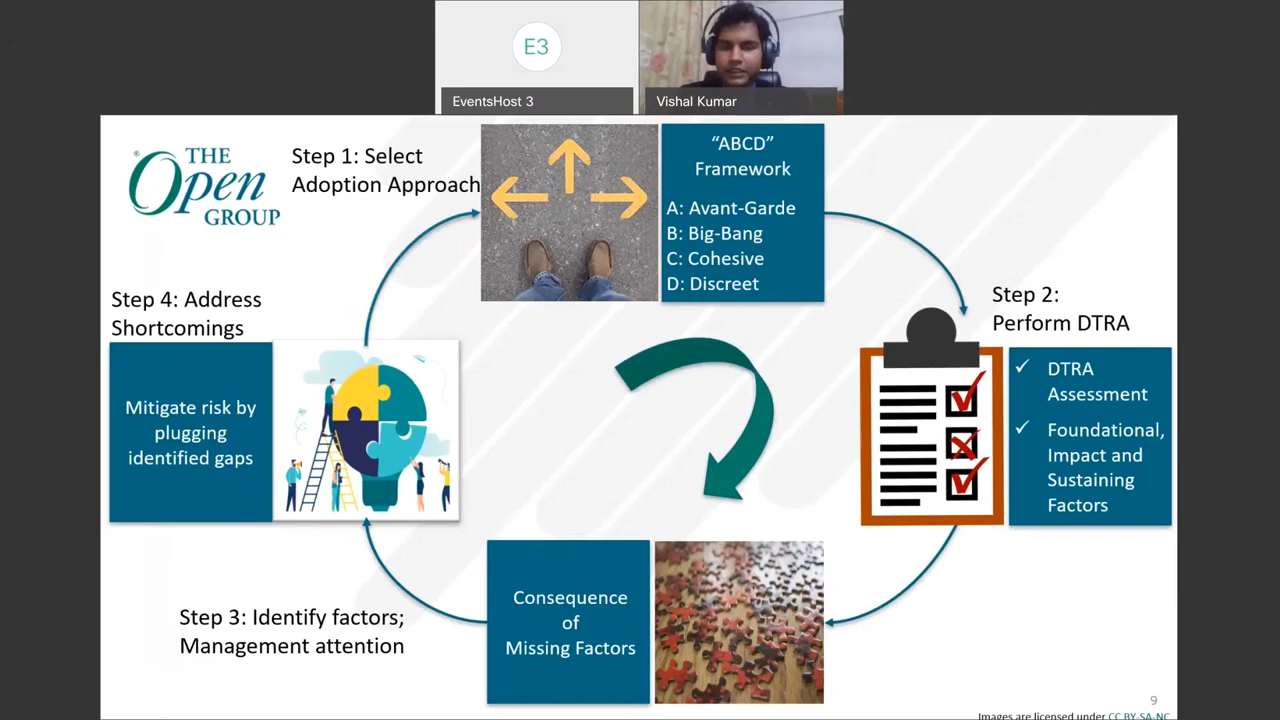 E3
EventsHost 3
Vishal Kumar
THE
Open
GROUP
Step 1: Select
Adoption Approach
“ABCD”
Framework
A: Avant-Garde
B: Big-Bang
C: Cohesive
D: Discreet
Step 2:
Perform DTRA
✓ DTRA
Assessment
✓ Foundational,
Impact and
Sustaining
Factors
Step 4: Address
Shortcomings
Mitigate risk by
plugging
identified gaps
Step 3: Identify factors;
Management attention
Consequence
of
Missing Factors
9
Images are licensed under CC BY-SA-NC